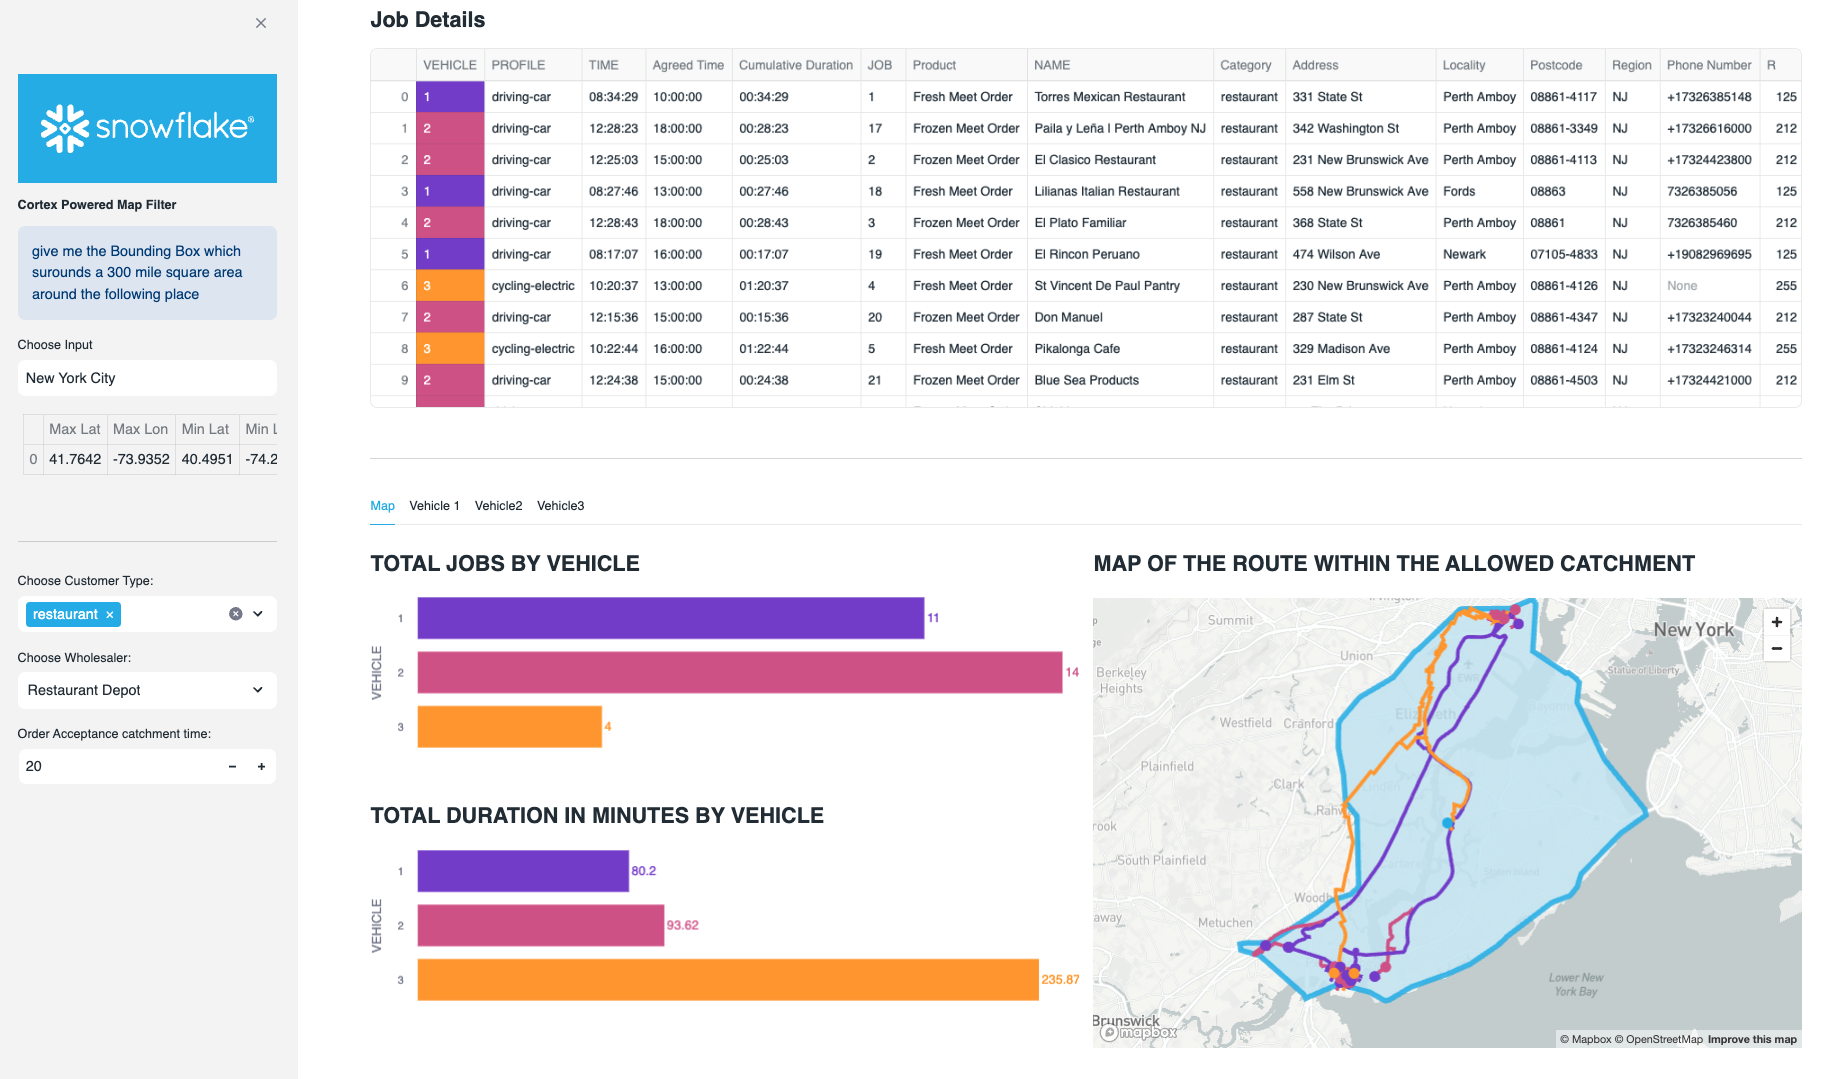 Job Details
snowflake®
Cortex Powered Map Filter
give me the Bounding Box which
surounds a 300 mile square area
around the following place
Choose Input
New York City
Max Lat Max Lon Min Lat Min L
0 41.7642 -73.9352 40.4951 -74.2
Choose Customer Type:
restaurant ×
Choose Wholesaler:
Restaurant Depot
Order Acceptance catchment time:
20 − +
VEHICLE PROFILE TIME Agreed Time Cumulative Duration JOB Product NAME Category Address Locality Postcode Region Phone Number R
0 1 driving-car 08:34:29 10:00:00 00:34:29 1 Fresh Meet Order Torres Mexican Restaurant restaurant 331 State St Perth Amboy 08861-4117 NJ +17326385148 125
1 2 driving-car 12:28:23 18:00:00 00:28:23 17 Frozen Meet Order Paila y Leña I Perth Amboy NJ restaurant 342 Washington St Perth Amboy 08861-3349 NJ +17326616000 212
2 2 driving-car 12:25:03 15:00:00 00:25:03 2 Frozen Meet Order El Clasico Restaurant restaurant 231 New Brunswick Ave Perth Amboy 08861-4113 NJ +17324423800 212
3 1 driving-car 08:27:46 13:00:00 00:27:46 18 Fresh Meet Order Lilianas Italian Restaurant restaurant 558 New Brunswick Ave Fords 08863 NJ 7326385056 125
4 2 driving-car 12:28:43 18:00:00 00:28:43 3 Frozen Meet Order El Plato Familiar restaurant 368 State St Perth Amboy 08861 NJ 7326385460 212
5 1 driving-car 08:17:07 16:00:00 00:17:07 19 Fresh Meet Order El Rincon Peruano restaurant 474 Wilson Ave Newark 07105-4833 NJ +19082969695 125
6 3 cycling-electric 10:20:37 13:00:00 01:20:37 4 Fresh Meet Order St Vincent De Paul Pantry restaurant 230 New Brunswick Ave Perth Amboy 08861-4126 NJ None 255
7 2 driving-car 12:15:36 15:00:00 00:15:36 20 Frozen Meet Order Don Manuel restaurant 287 State St Perth Amboy 08861-4347 NJ +17323240044 212
8 3 cycling-electric 10:22:44 16:00:00 01:22:44 5 Fresh Meet Order Pikalonga Cafe restaurant 329 Madison Ave Perth Amboy 08861-4124 NJ +17323246314 255
9 2 driving-car 12:24:38 15:00:00 00:24:38 21 Frozen Meet Order Blue Sea Products restaurant 231 Elm St Perth Amboy 08861-4503 NJ +17324421000 212
Map Vehicle 1 Vehicle2 Vehicle3
TOTAL JOBS BY VEHICLE
VEHICLE
1 11
2 14
3 4
TOTAL DURATION IN MINUTES BY VEHICLE
VEHICLE
1 80.2
2 93.62
3 235.87
MAP OF THE ROUTE WITHIN THE ALLOWED CATCHMENT
Summit
New York
+
−
Union
Statue of Liberty
Berkeley
Heights
EWR
Westfield Cranford
Elizabeth
Plainfield
Clark
Linden
Rahw
rook
South Plainfield
Staten Island
Woodb
away
Metuchen
Lower New
York Bay
Brunswick
mapbox
© Mapbox © OpenStreetMap Improve this map